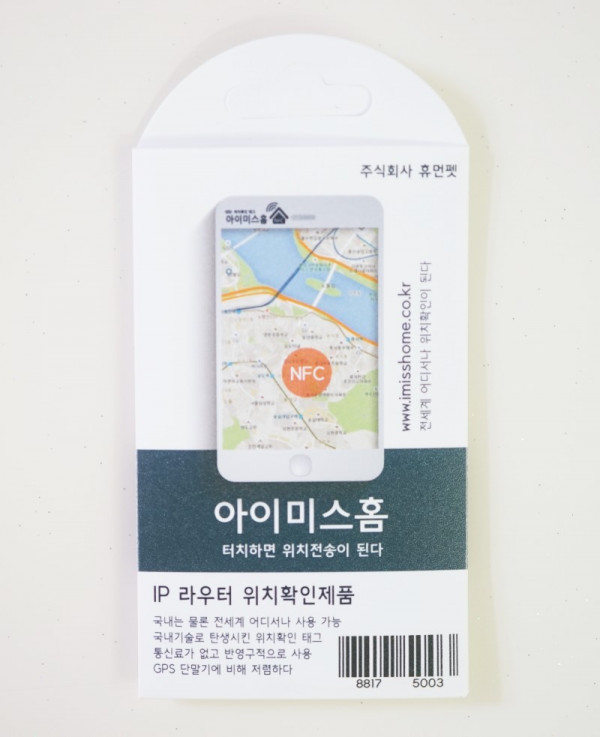 주식회사 휴먼펫
아이미스홈
www.imisshome.co.kr
전세계 어디서나 위치확인이 된다
NFC
아이미스홈
터치하면 위치전송이 된다
IP 라우터 위치확인제품
국내는 물론 전세계 어디서나 사용 가능
국내기술로 탄생시킨 위치확인 태그
통신료가 없고 반영구적으로 사용
GPS 단말기에 비해 저렴하다
8817 5003